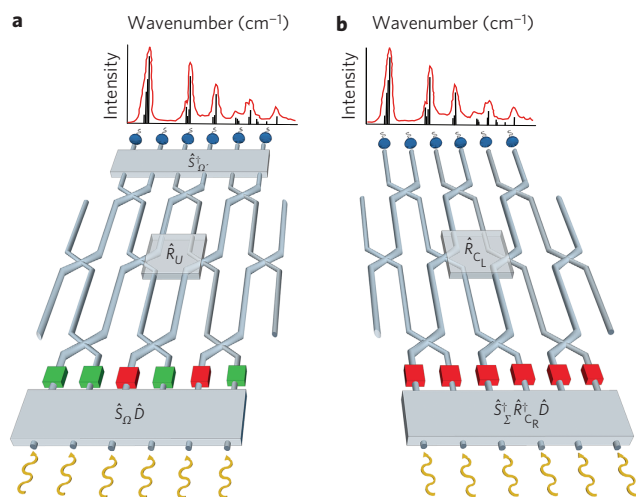 a
Wavenumber (cm⁻¹)
Intensity
s s s s s s
Ŝ†Ω′
R̂U
ŜΩ D̂
b
Wavenumber (cm⁻¹)
Intensity
s s s s s s
R̂CL
Ŝ†Σ R̂†CR D̂